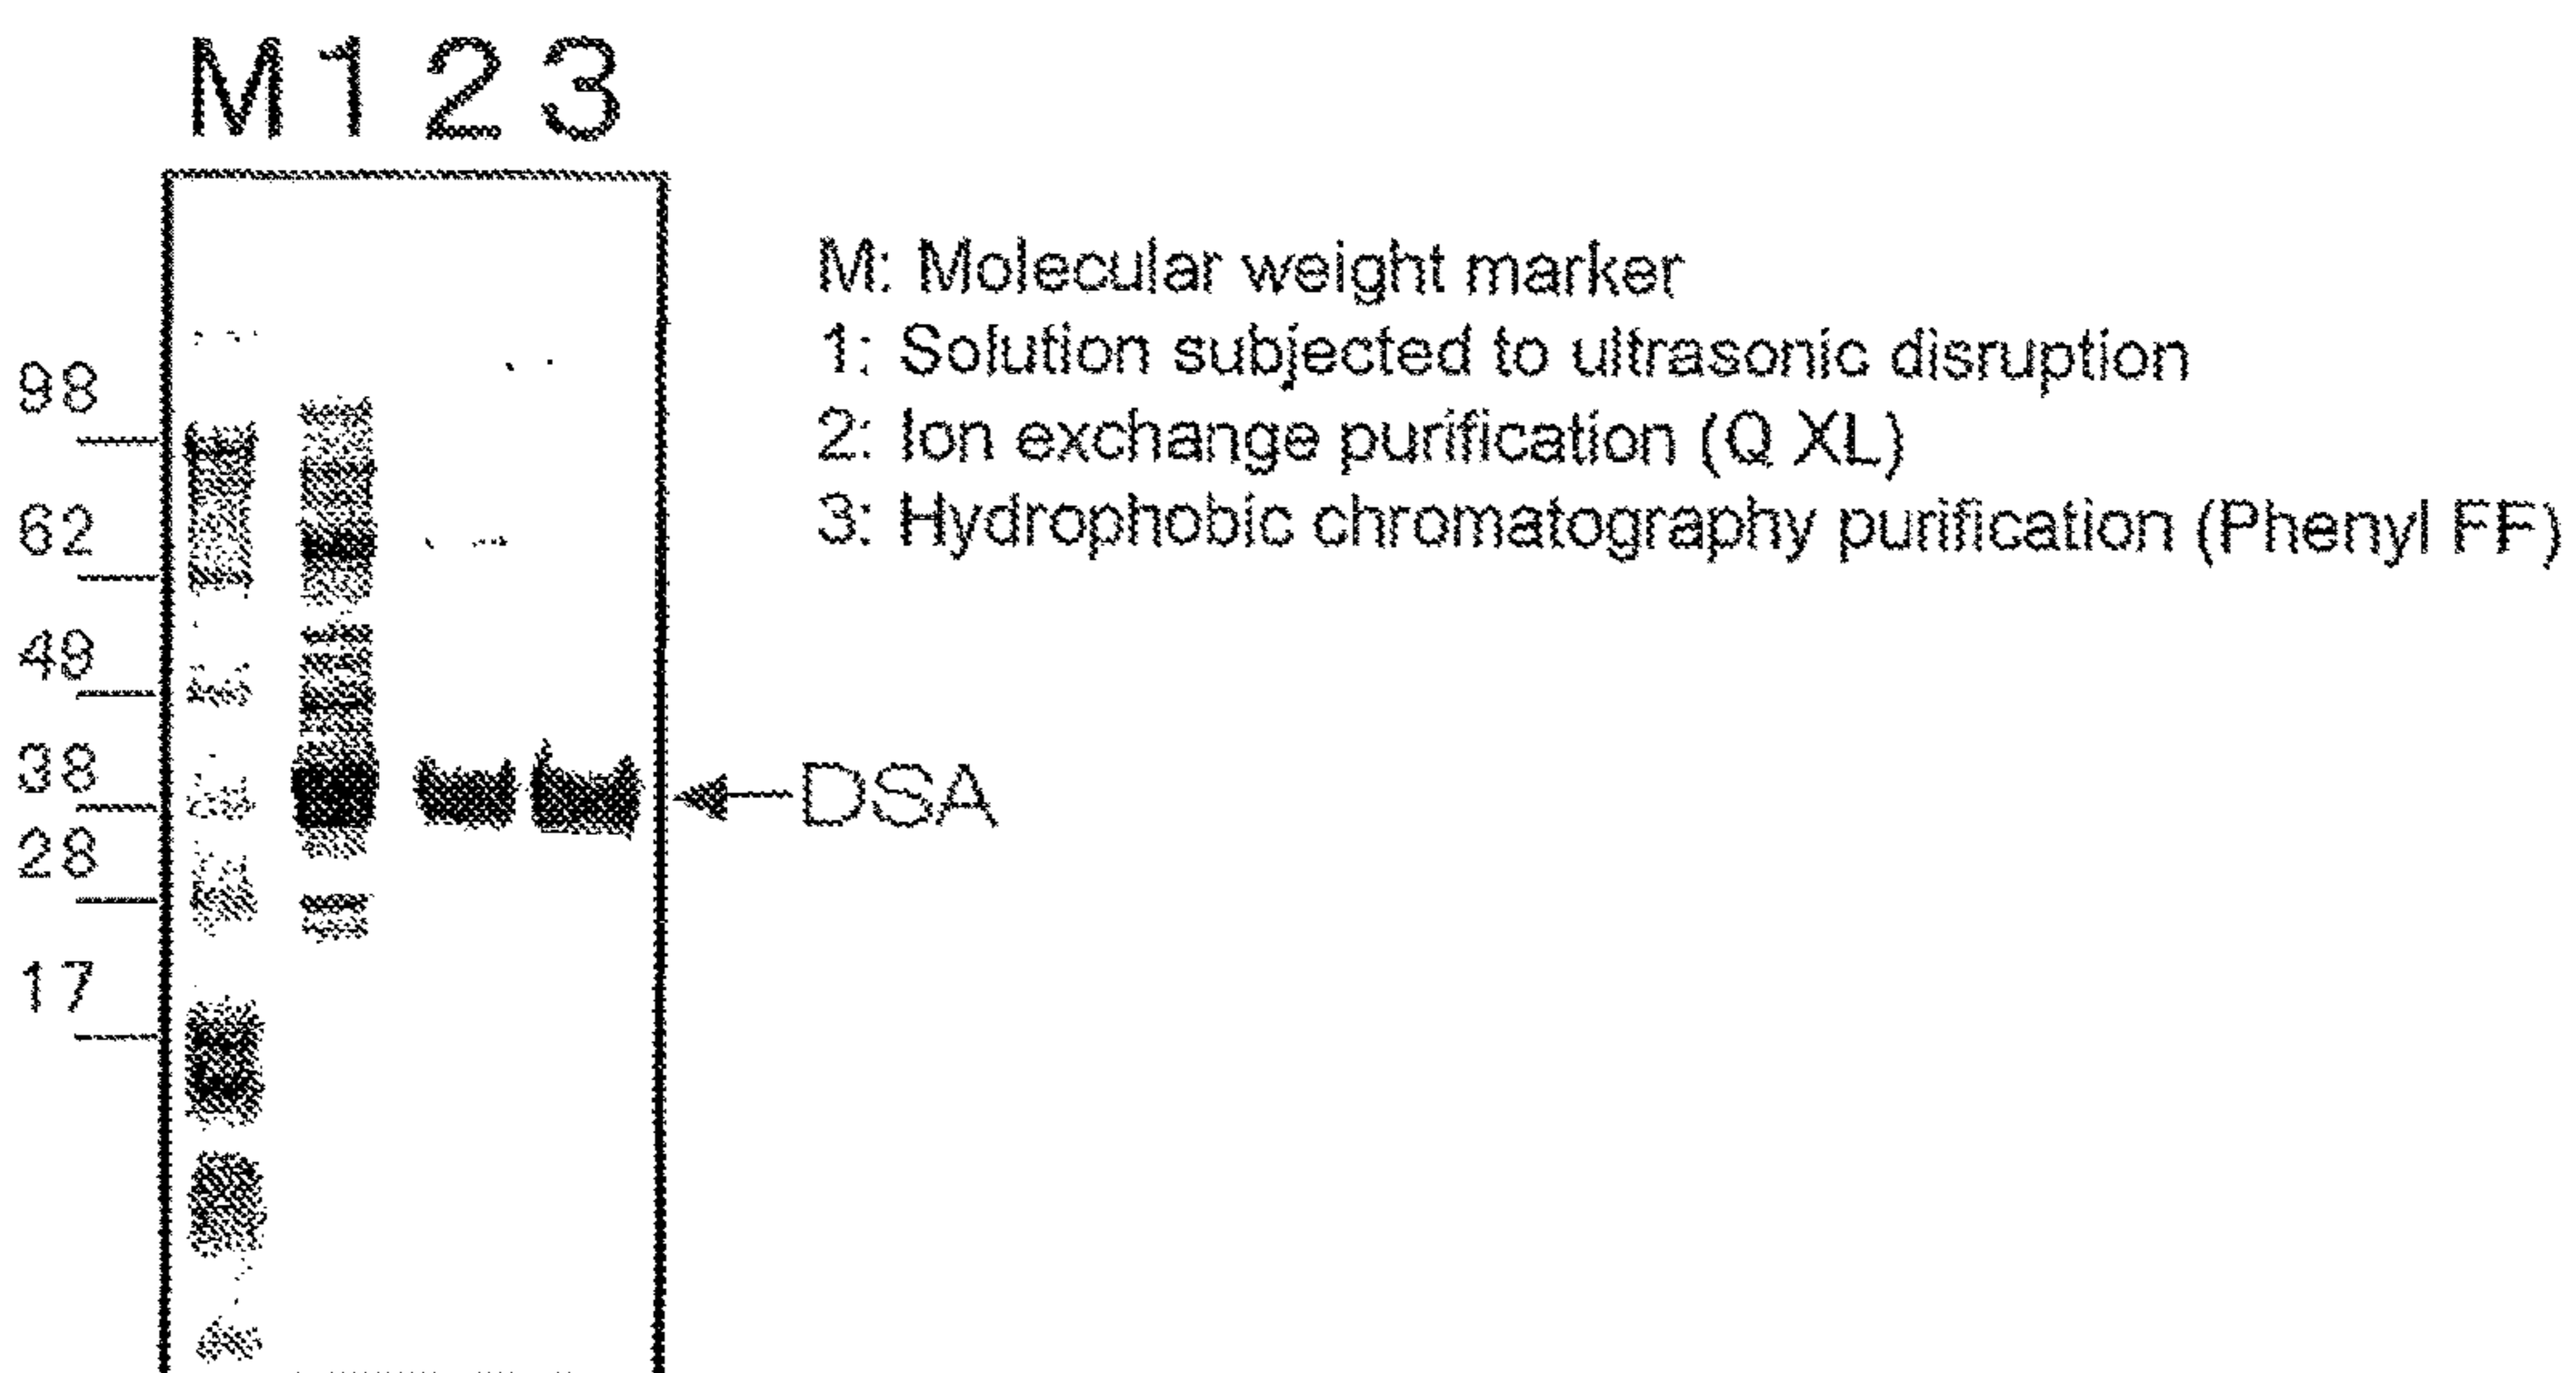 M 1 2 3
M: Molecular weight marker
1: Solution subjected to ultrasonic disruption
2: Ion exchange purification (Q XL)
3: Hydrophobic chromatography purification (Phenyl FF)
98
62
49
38
28
17
DSA